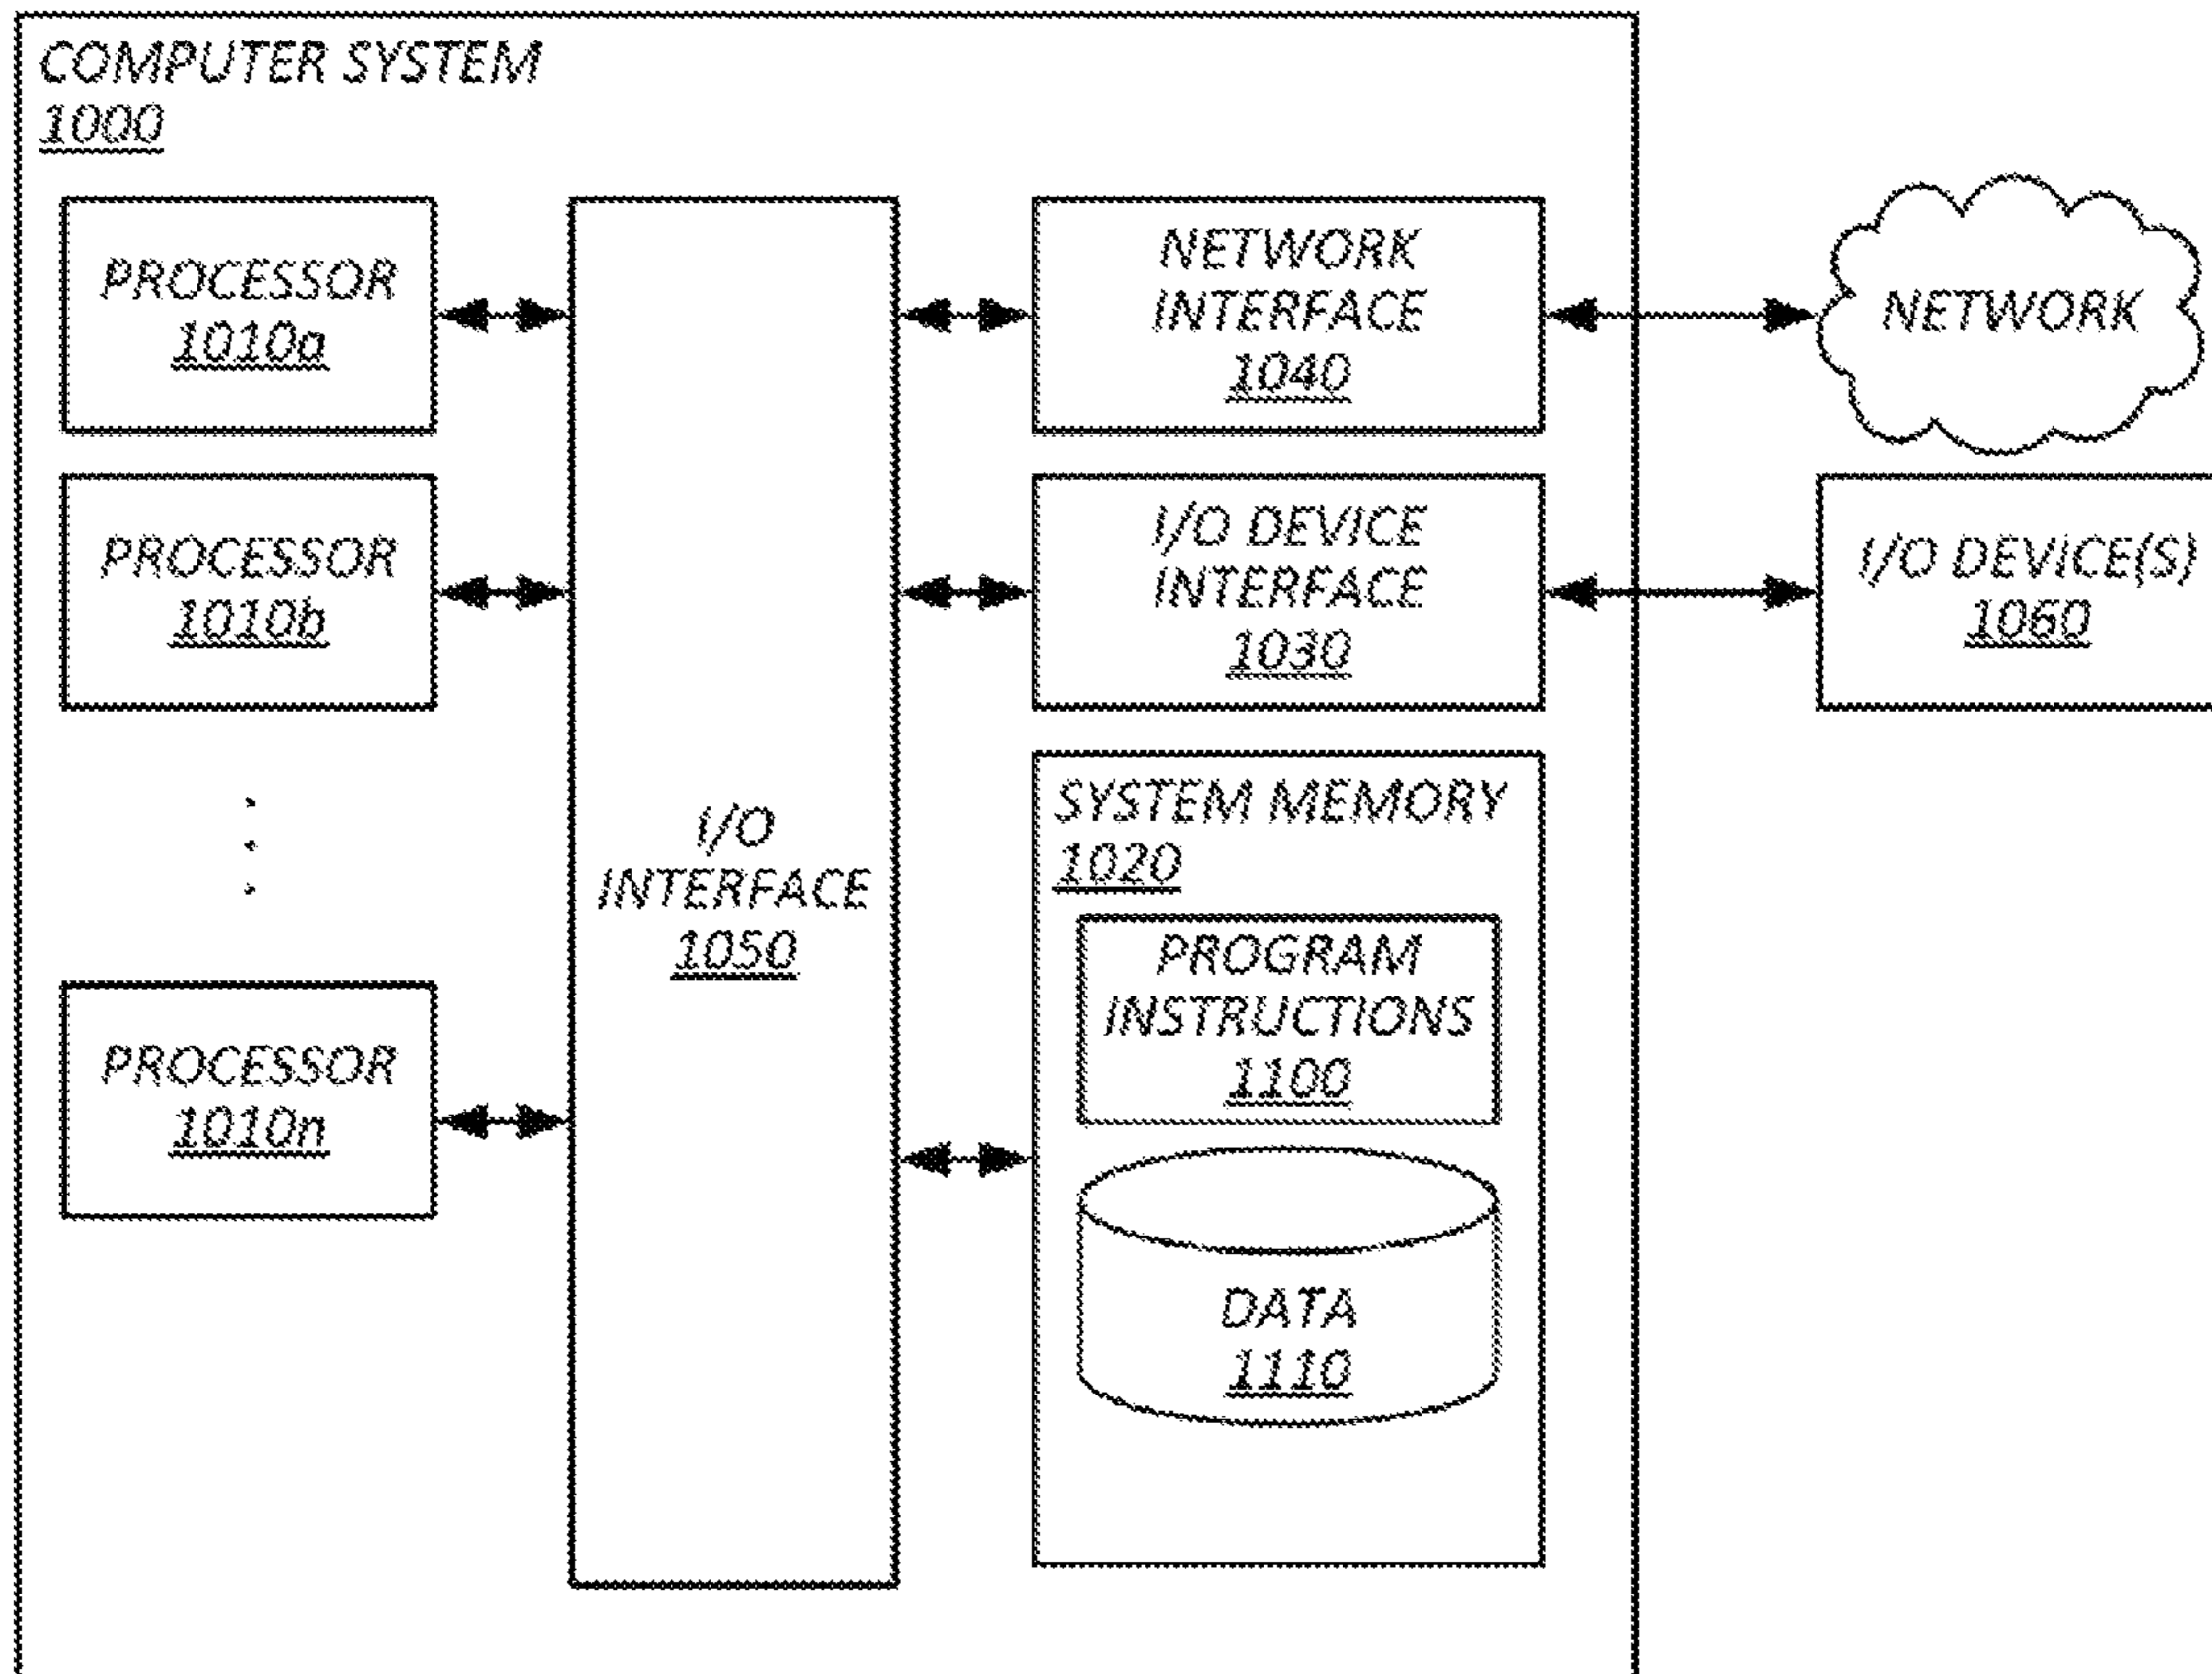 COMPUTER SYSTEM
1000
PROCESSOR
1010a
PROCESSOR
1010b
PROCESSOR
1010n
I/O
INTERFACE
1050
NETWORK
INTERFACE
1040
I/O DEVICE
INTERFACE
1030
SYSTEM MEMORY
1020
PROGRAM
INSTRUCTIONS
1100
DATA
1110
NETWORK
I/O DEVICE(S)
1060